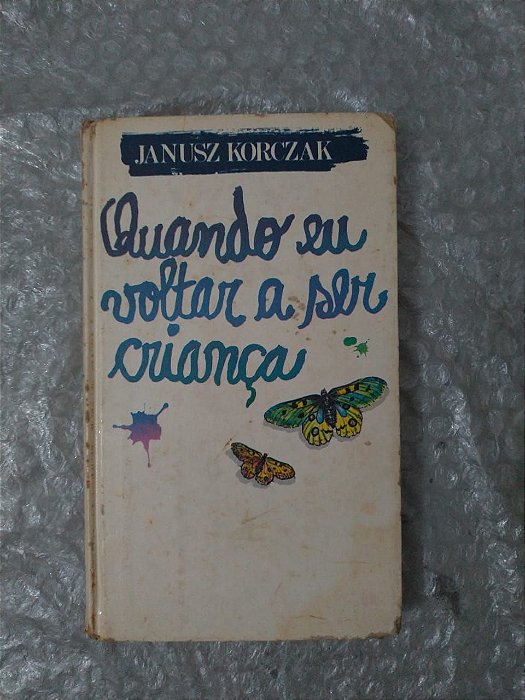 JANUSZ KORCZAK
Quando eu
voltar a ser
criança